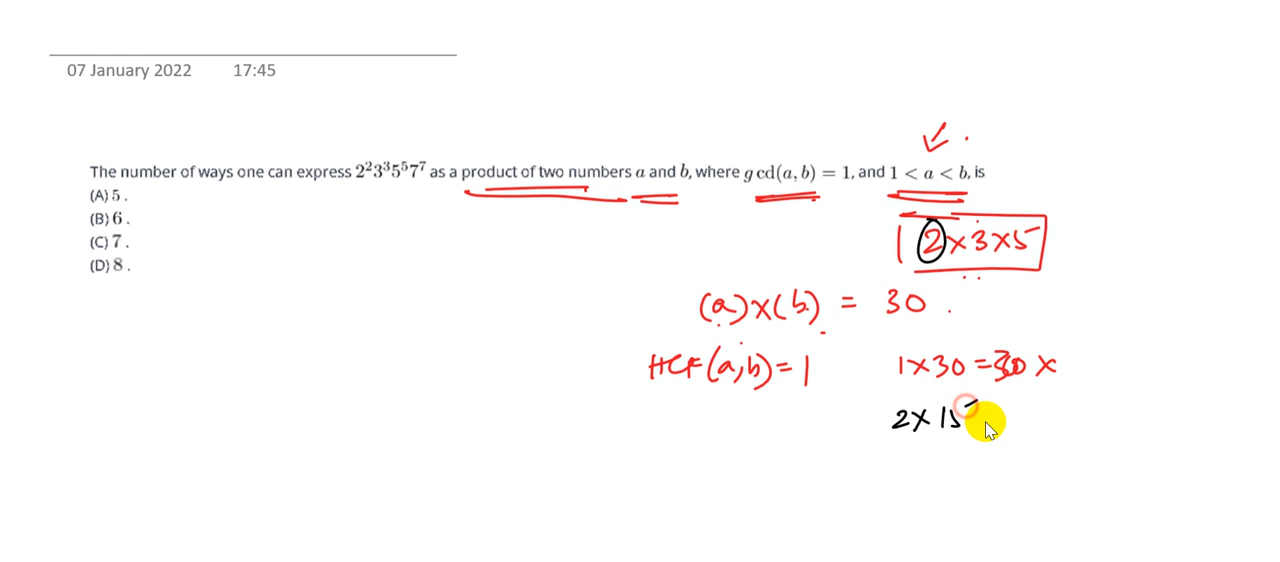 07 January 2022 17:45
The number of ways one can express 2²3³5⁵7⁷ as a product of two numbers a and b, where gcd(a, b) = 1, and 1 < a < b, is
(A) 5 .
(B) 6 .
(C) 7 .
(D) 8 .
1 2×3×5
(a)×(b) = 30 .
HCF(a,b)=1 1×30=30 ×
2×15